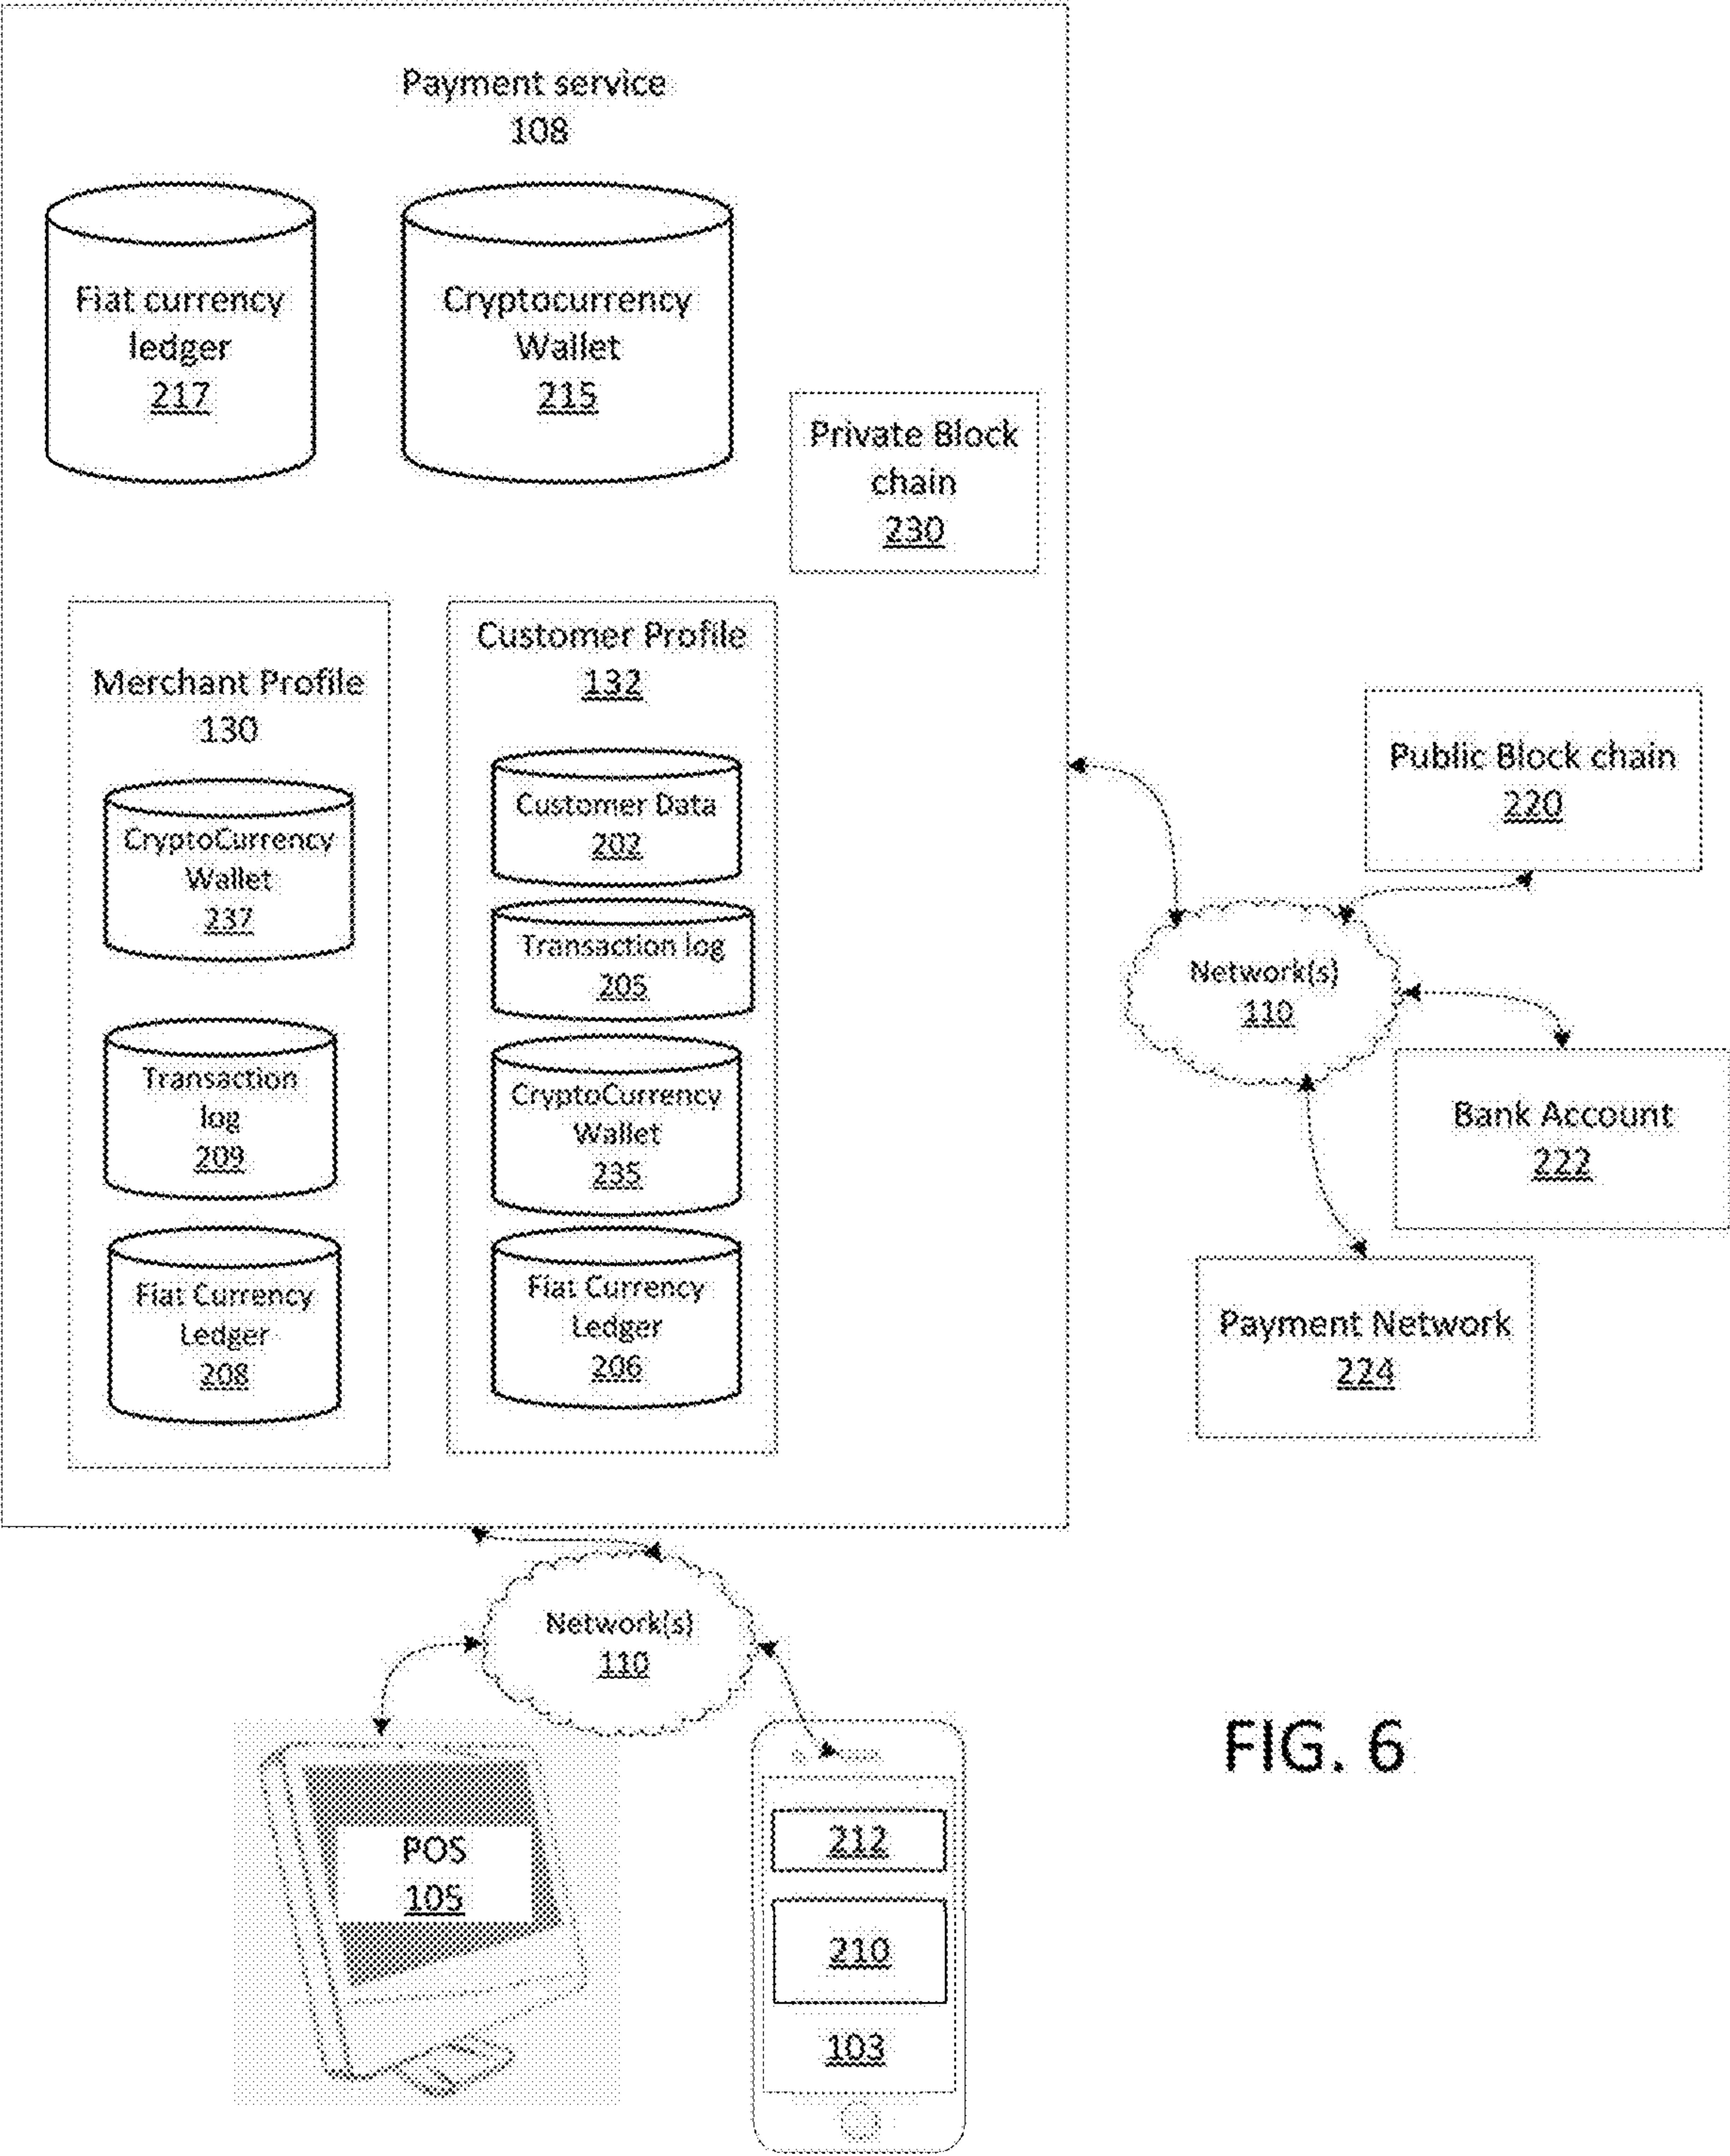 Payment service
108
Fiat currency
ledger
217
Cryptocurrency
Wallet
215
Private Block
chain
230
Merchant Profile
130
CryptoCurrency
Wallet
237
Transaction
log
209
Fiat Currency
Ledger
208
Customer Profile
132
Customer Data
202
Transaction log
205
CryptoCurrency
Wallet
235
Fiat Currency
Ledger
206
Public Block chain
220
Network(s)
110
Bank Account
222
Payment Network
224
Network(s)
110
POS
105
212
210
103
FIG. 6